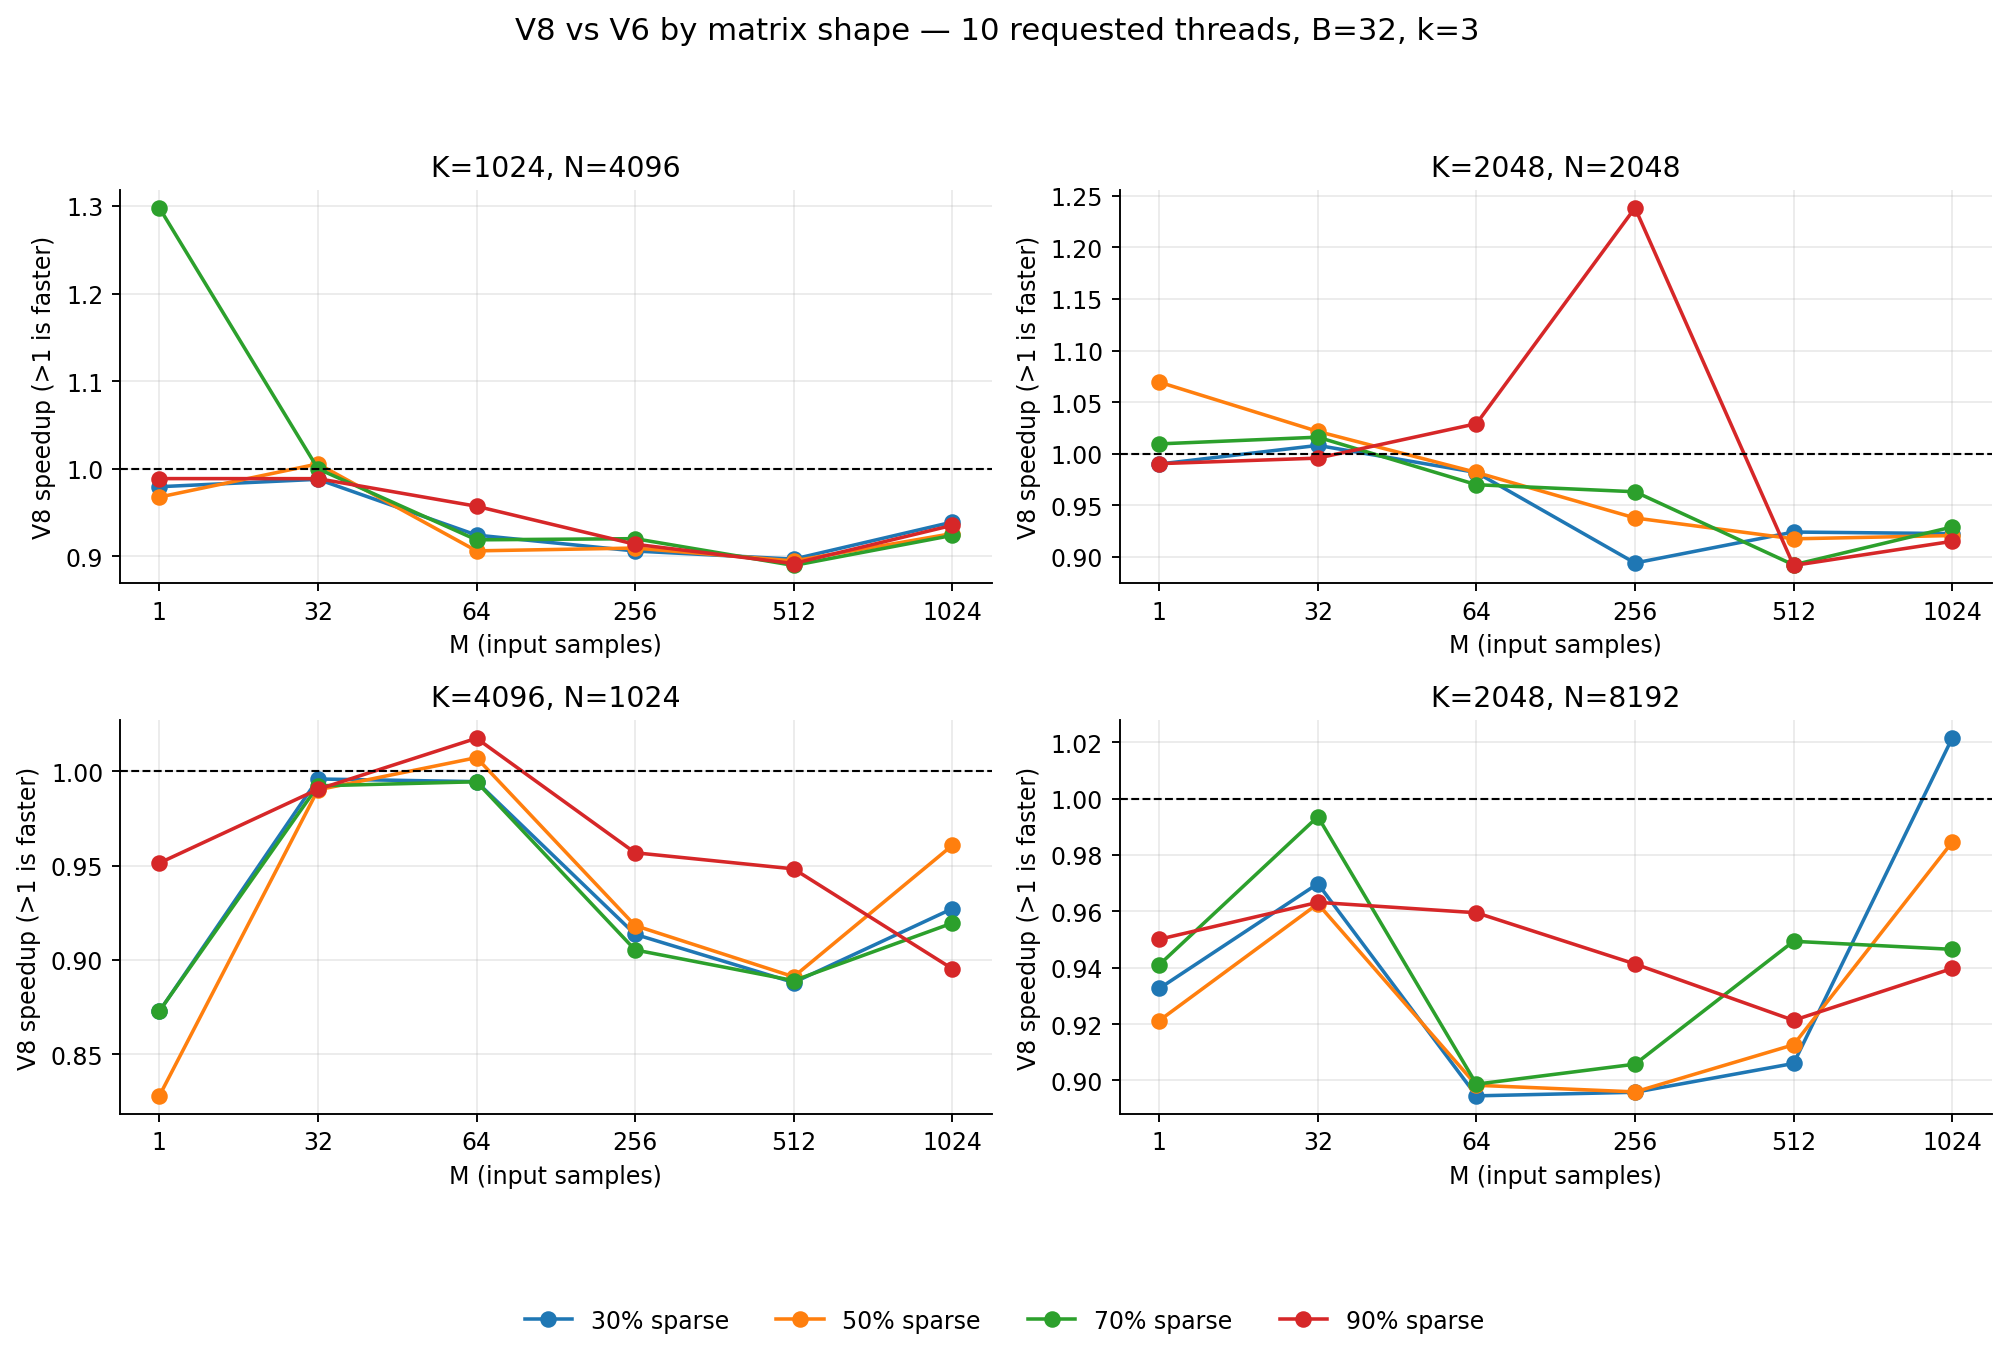 V8 vs V6 by matrix shape — 10 requested threads, B=32, k=3
K=1024, N=4096
V8 speedup (>1 is faster)
1.3
1.2
1.1
1.0
0.9
1 32 64 256 512 1024
M (input samples)
K=2048, N=2048
V8 speedup (>1 is faster)
1.25
1.20
1.15
1.10
1.05
1.00
0.95
0.90
1 32 64 256 512 1024
M (input samples)
K=4096, N=1024
V8 speedup (>1 is faster)
1.00
0.95
0.90
0.85
1 32 64 256 512 1024
M (input samples)
K=2048, N=8192
V8 speedup (>1 is faster)
1.02
1.00
0.98
0.96
0.94
0.92
0.90
1 32 64 256 512 1024
M (input samples)
30% sparse 50% sparse 70% sparse 90% sparse